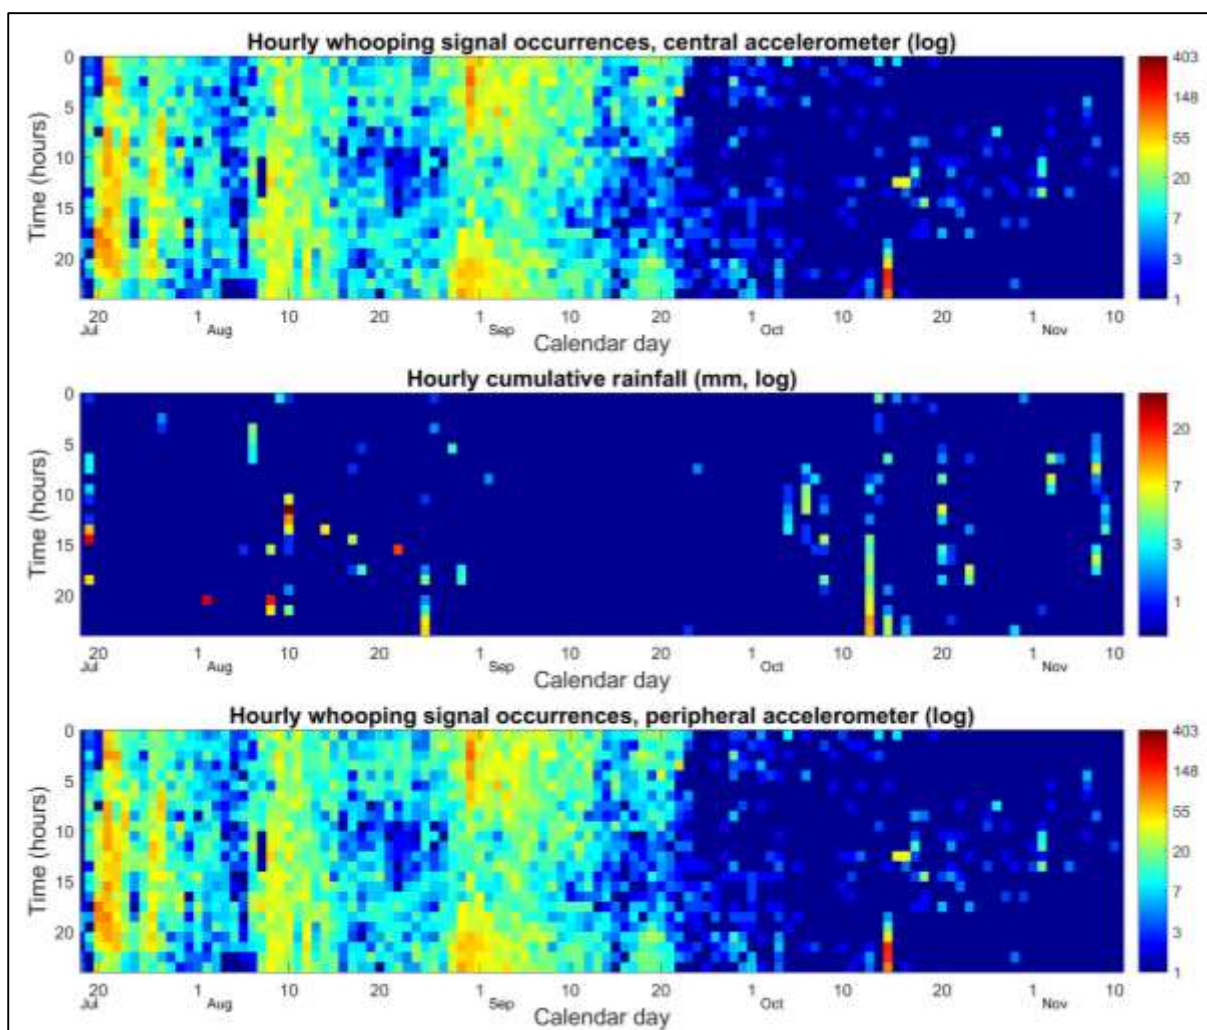 Hourly whooping signal occurrences, central accelerometer (log)
Time (hours)
0
5
10
15
20
403
148
55
20
7
3
1
20 1 10 20 1 10 20 1 10 20 1 10
Jul Aug Sep Oct Nov
Calendar day
Hourly cumulative rainfall (mm, log)
Time (hours)
0
5
10
15
20
20
7
3
1
20 1 10 20 1 10 20 1 10 20 1 10
Jul Aug Sep Oct Nov
Calendar day
Hourly whooping signal occurrences, peripheral accelerometer (log)
Time (hours)
0
5
10
15
20
403
148
55
20
7
3
1
20 1 10 20 1 10 20 1 10 20 1 10
Jul Aug Sep Oct Nov
Calendar day